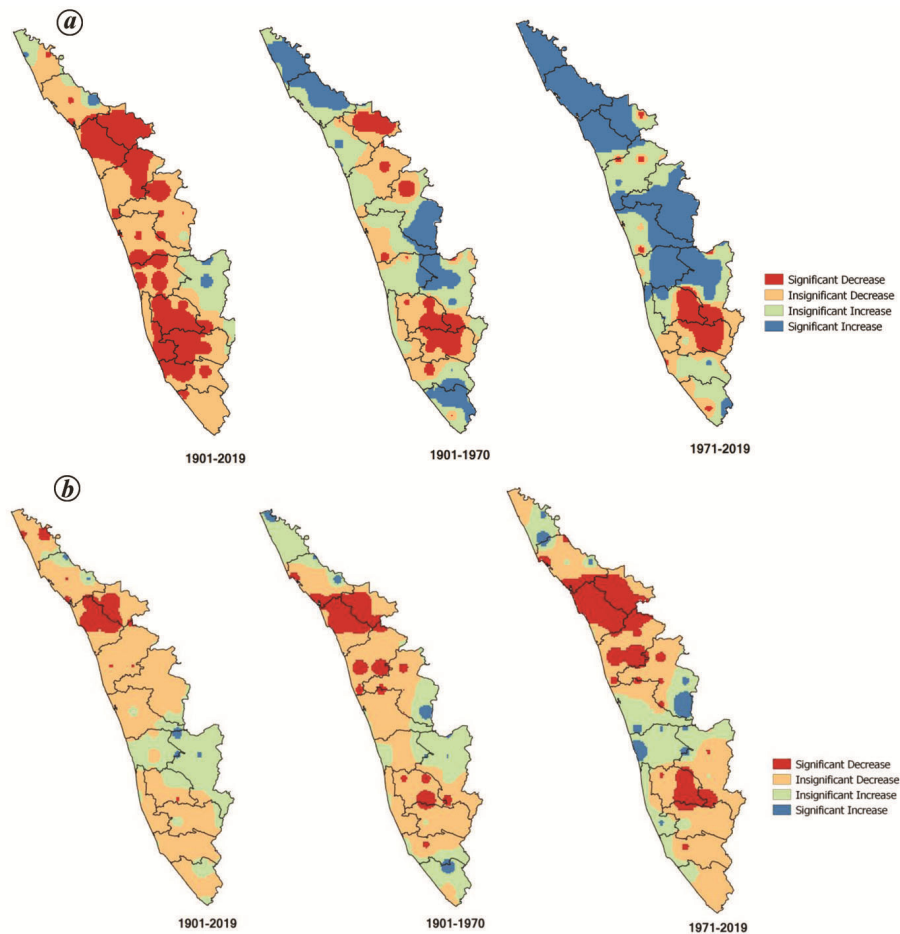 a
Significant Decrease
Insignificant Decrease
Insignificant Increase
Significant Increase
1901-2019
1901-1970
1971-2019
b
Significant Decrease
Insignificant Decrease
Insignificant Increase
Significant Increase
1901-2019
1901-1970
1971-2019